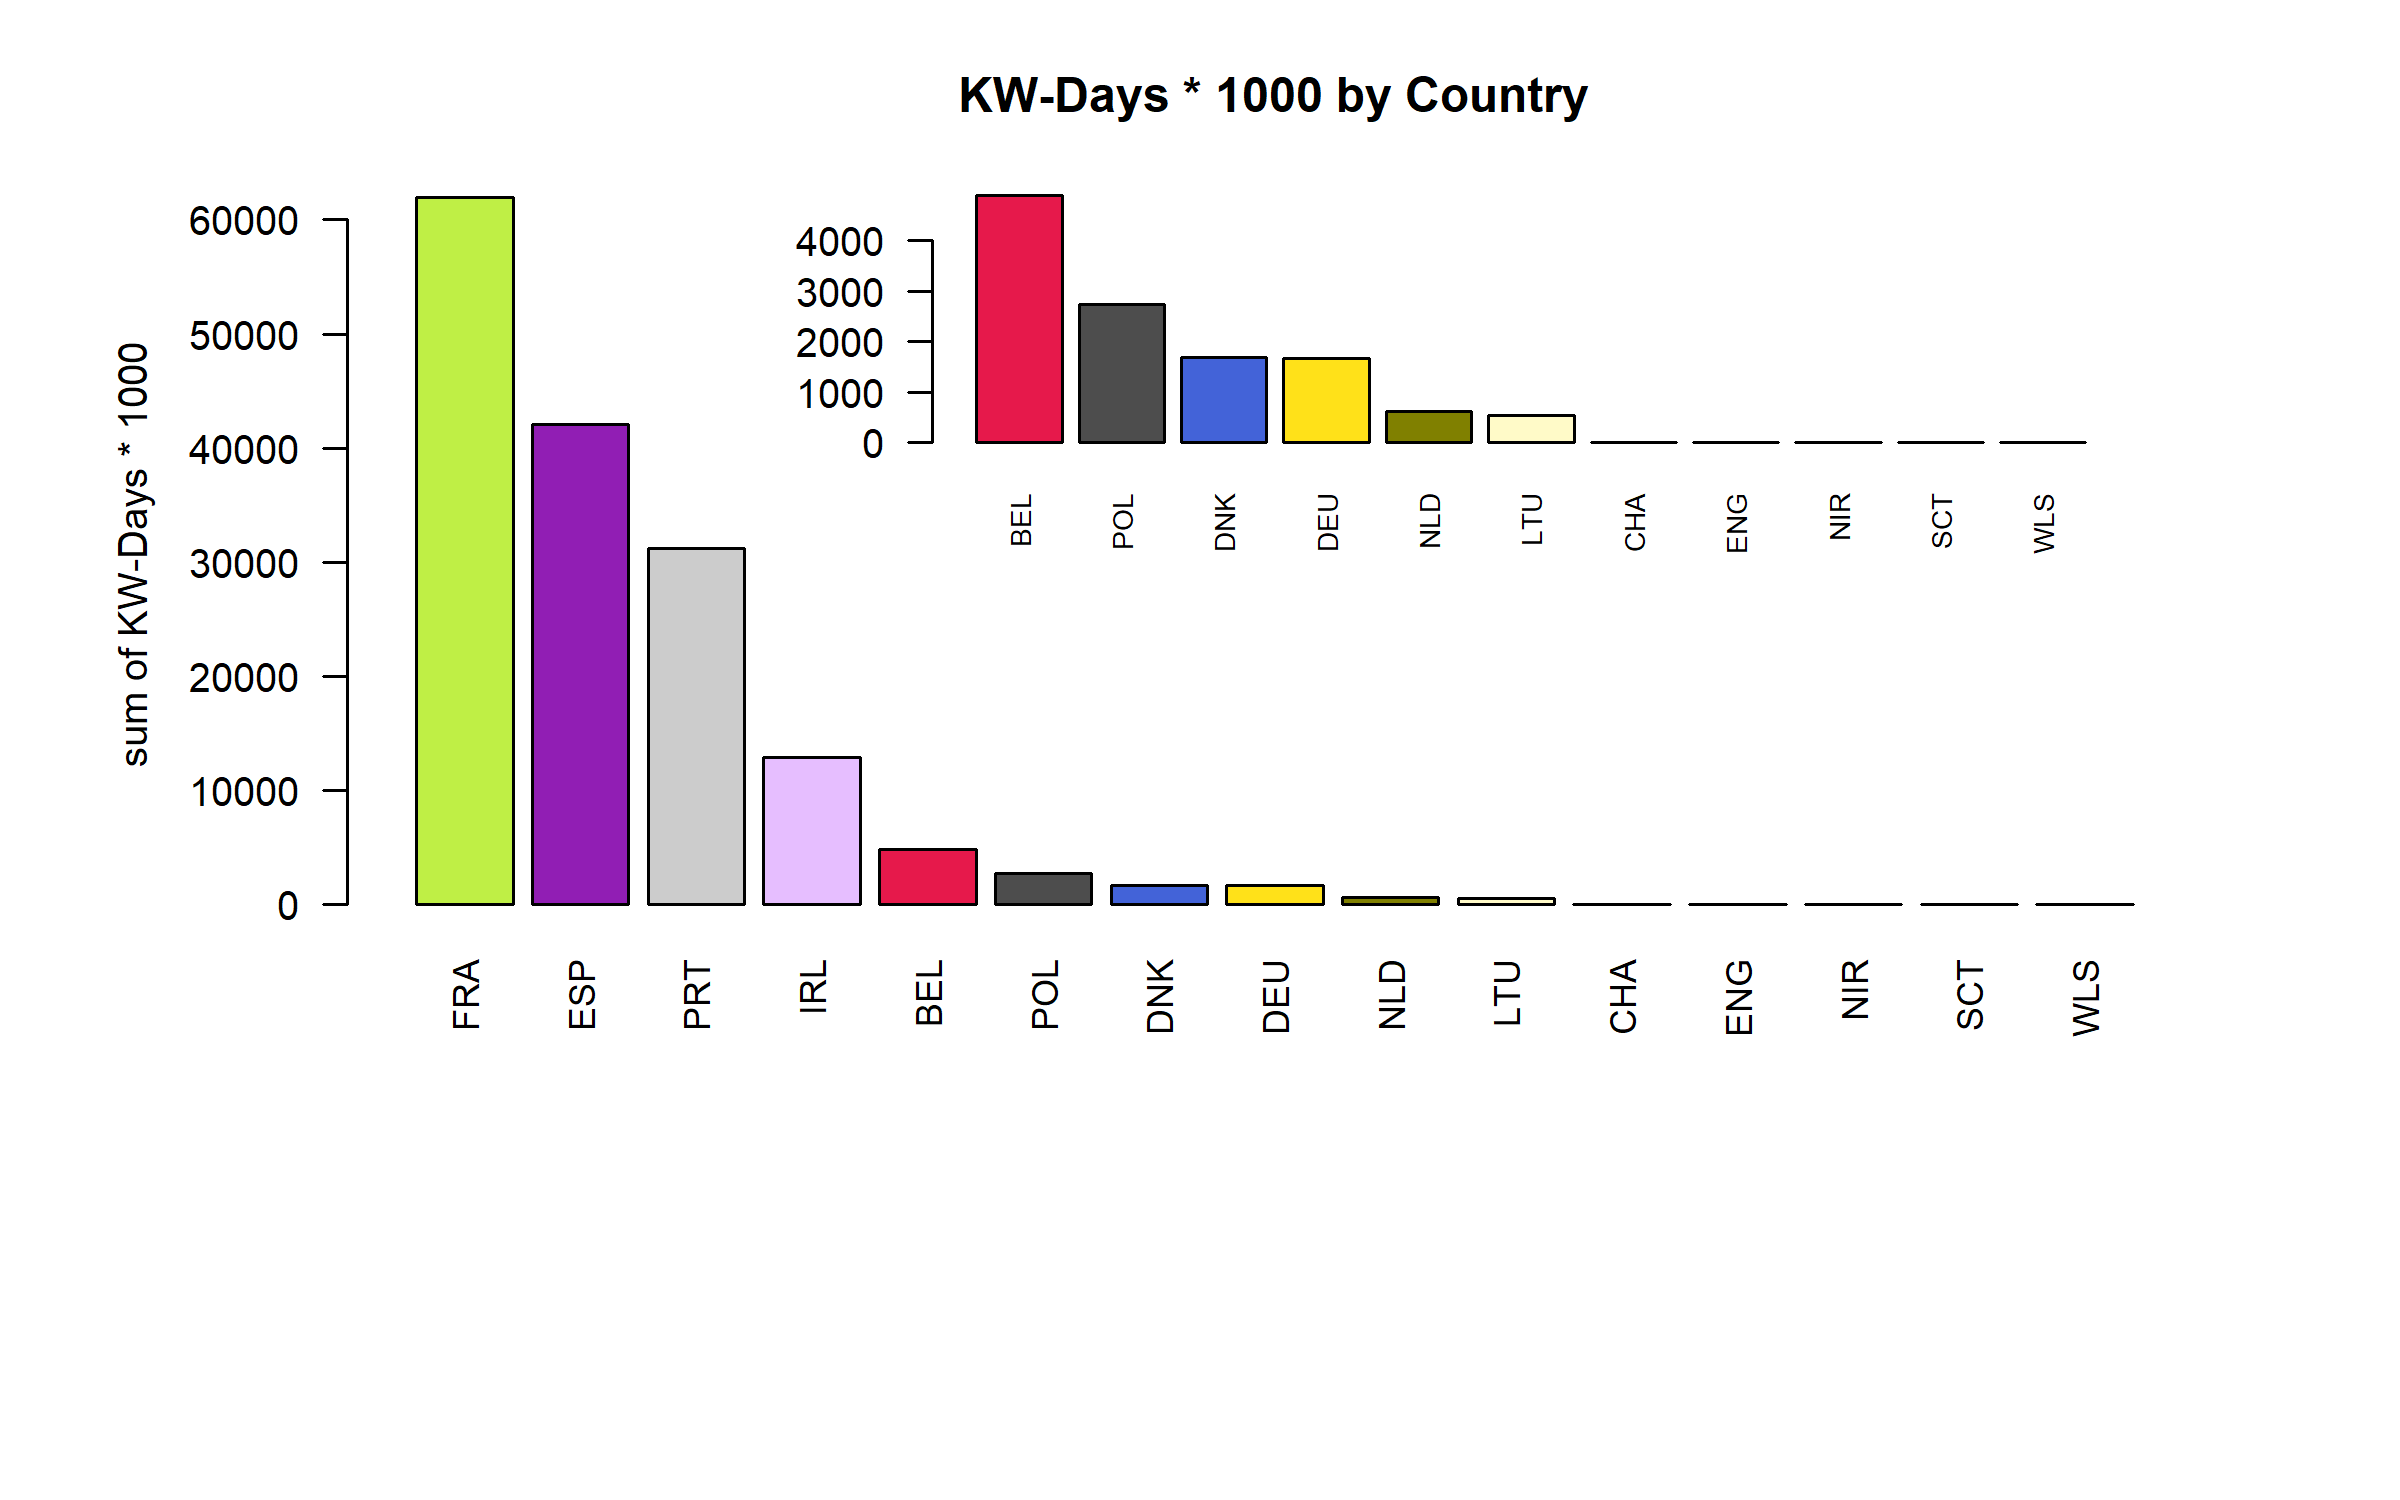 KW-Days * 1000 by Country
sum of KW-Days * 1000
60000
50000
40000
30000
20000
10000
0
4000
3000
2000
1000
0
BEL
POL
DNK
DEU
NLD
LTU
CHA
ENG
NIR
SCT
WLS
FRA
ESP
PRT
IRL
BEL
POL
DNK
DEU
NLD
LTU
CHA
ENG
NIR
SCT
WLS